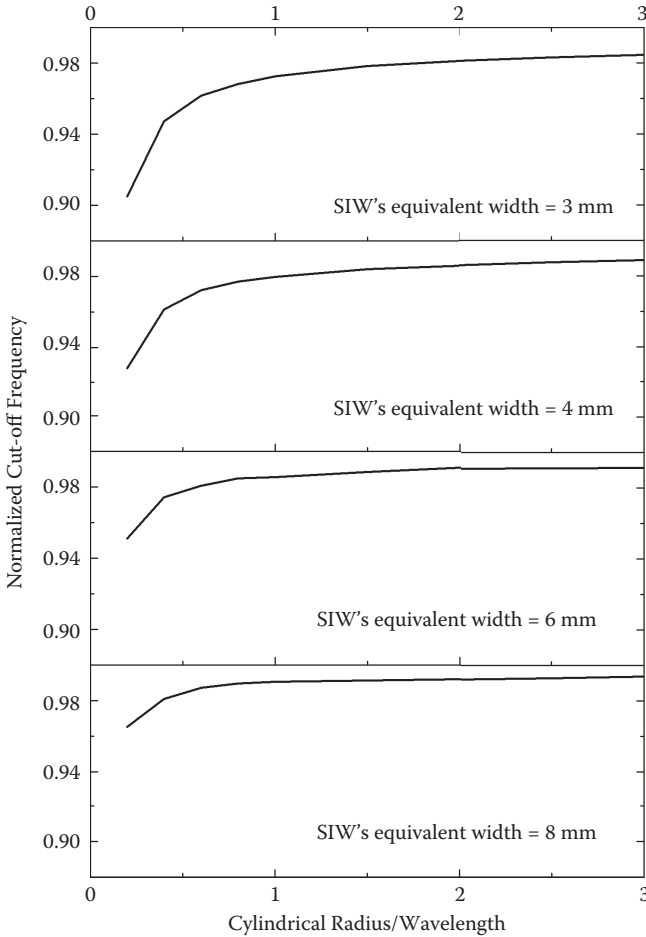 0 1 2 3
0.98
0.94
0.90
SIW's equivalent width = 3 mm
0.98
0.94
0.90
SIW's equivalent width = 4 mm
0.98
0.94
0.90
SIW's equivalent width = 6 mm
0.98
0.94
0.90
SIW's equivalent width = 8 mm
0 1 2 3
Cylindrical Radius/Wavelength
Normalized Cut-off Frequency